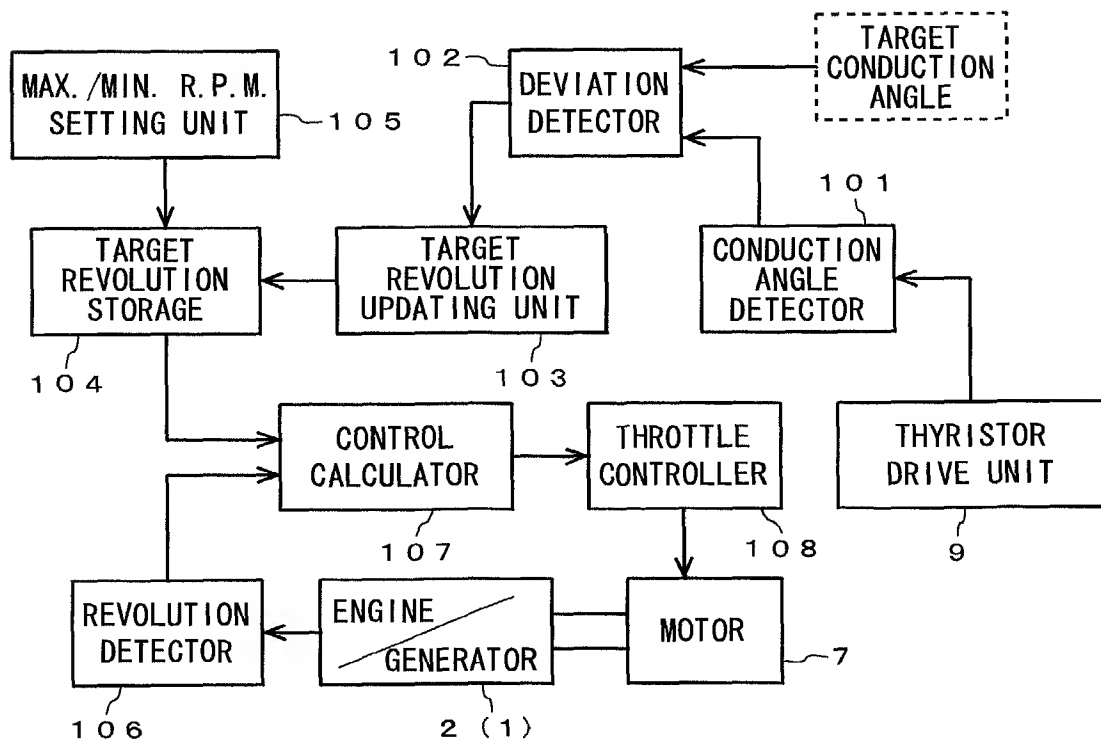 MAX./MIN. R.P.M.
SETTING UNIT
105
102
DEVIATION
DETECTOR
TARGET
CONDUCTION
ANGLE
101
TARGET
REVOLUTION
STORAGE
104
TARGET
REVOLUTION
UPDATING UNIT
103
CONDUCTION
ANGLE
DETECTOR
CONTROL
CALCULATOR
107
THROTTLE
CONTROLLER
108
THYRISTOR
DRIVE UNIT
9
REVOLUTION
DETECTOR
106
ENGINE
GENERATOR
2(1)
MOTOR
7